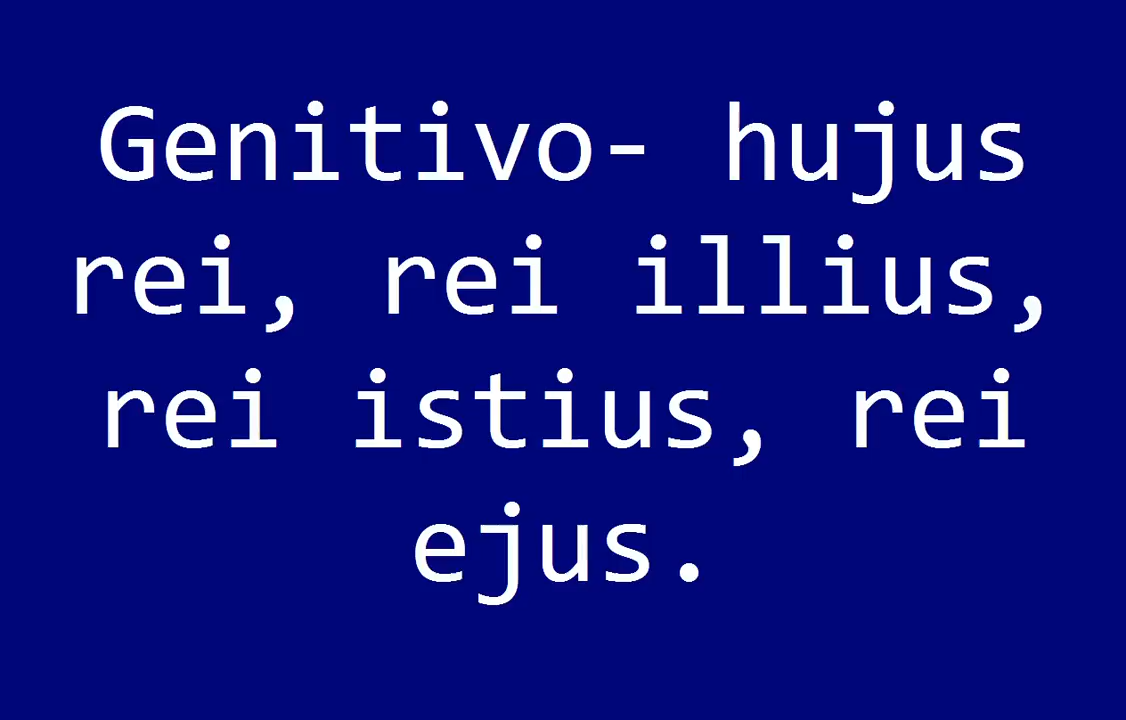 Genitivo- hujus
rei, rei illius,
rei istius, rei
ejus.